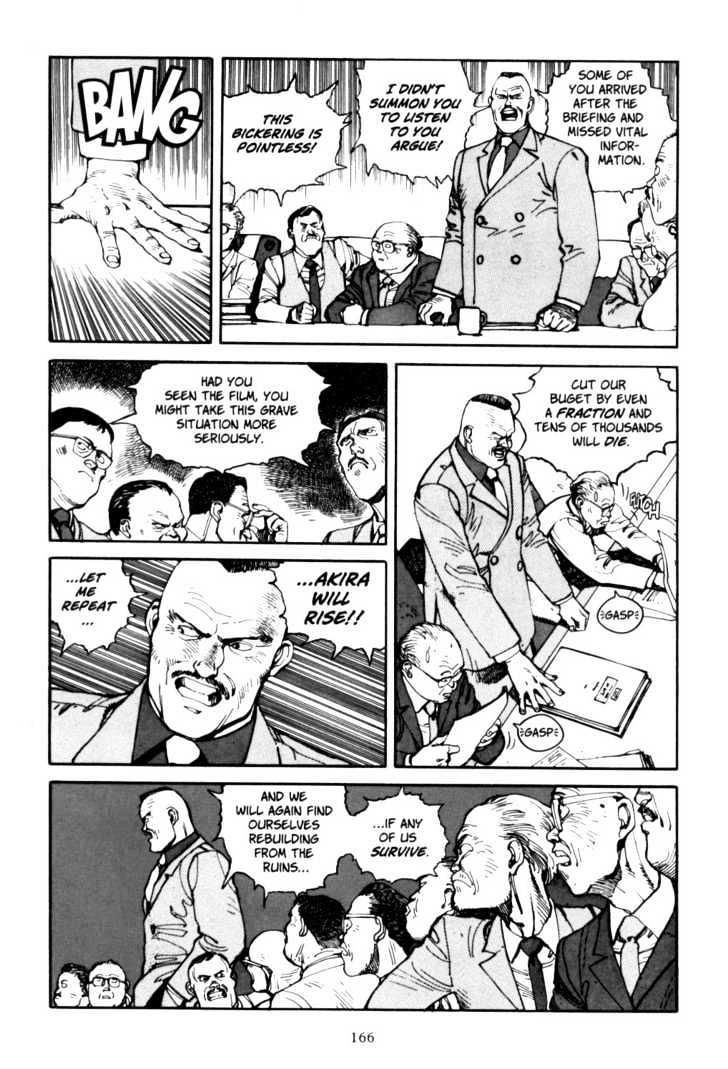 BANG
THIS
BICKERING IS
POINTLESS!
I DIDN'T
SUMMON YOU
TO LISTEN
TO YOU
ARGUE!
SOME OF
YOU ARRIVED
AFTER THE
BRIEFING AND
MISSED VITAL
INFOR-
MATION.
HAD YOU
SEEN THE FILM, YOU
MIGHT TAKE THIS GRAVE
SITUATION MORE
SERIOUSLY.
CUT OUR
BUGET BY EVEN
A FRACTION AND
TENS OF THOUSANDS
WILL DIE.
FLITCH
GASP
GASP
...LET
ME
REPEAT
...
...AKIRA
WILL
RISE!!
AND WE
WILL AGAIN FIND
OURSELVES
REBUILDING
FROM THE
RUINS...
...IF ANY
OF US
SURVIVE.
166